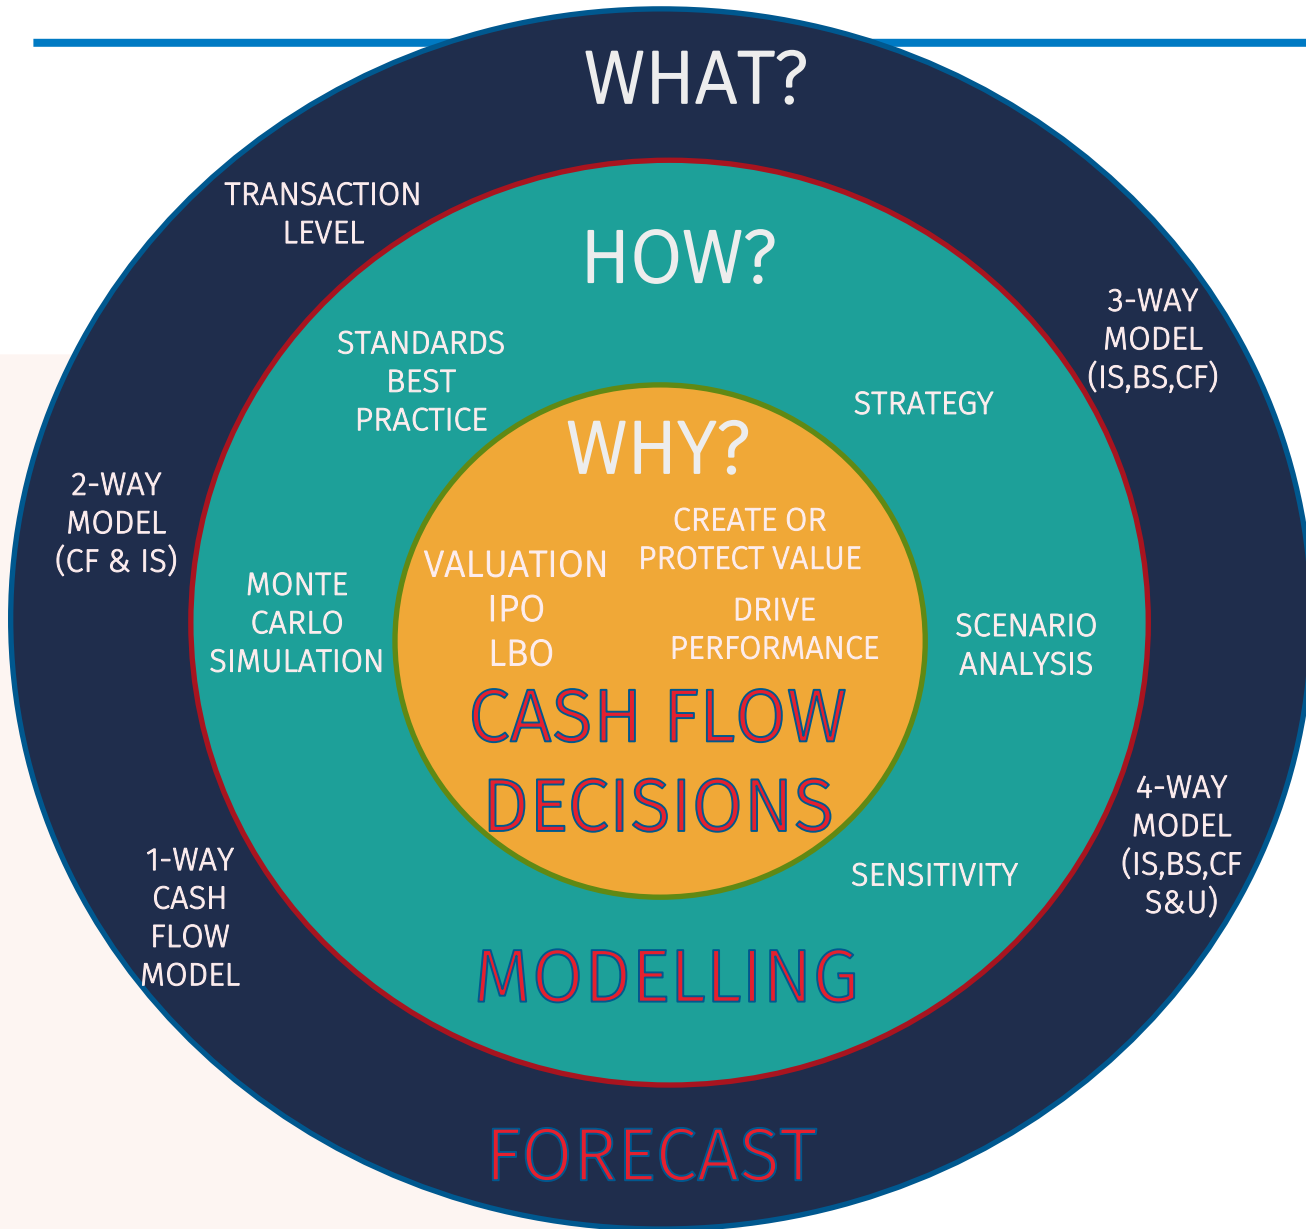 WHAT?
TRANSACTION
LEVEL
3-WAY
MODEL
(IS,BS,CF)
2-WAY
MODEL
(CF & IS)
1-WAY
CASH
FLOW
MODEL
4-WAY
MODEL
(IS,BS,CF
S&U)
FORECAST
HOW?
STANDARDS
BEST
PRACTICE
STRATEGY
MONTE
CARLO
SIMULATION
SCENARIO
ANALYSIS
SENSITIVITY
MODELLING
WHY?
VALUATION
IPO
LBO
CREATE OR
PROTECT VALUE
DRIVE
PERFORMANCE
CASH FLOW
DECISIONS